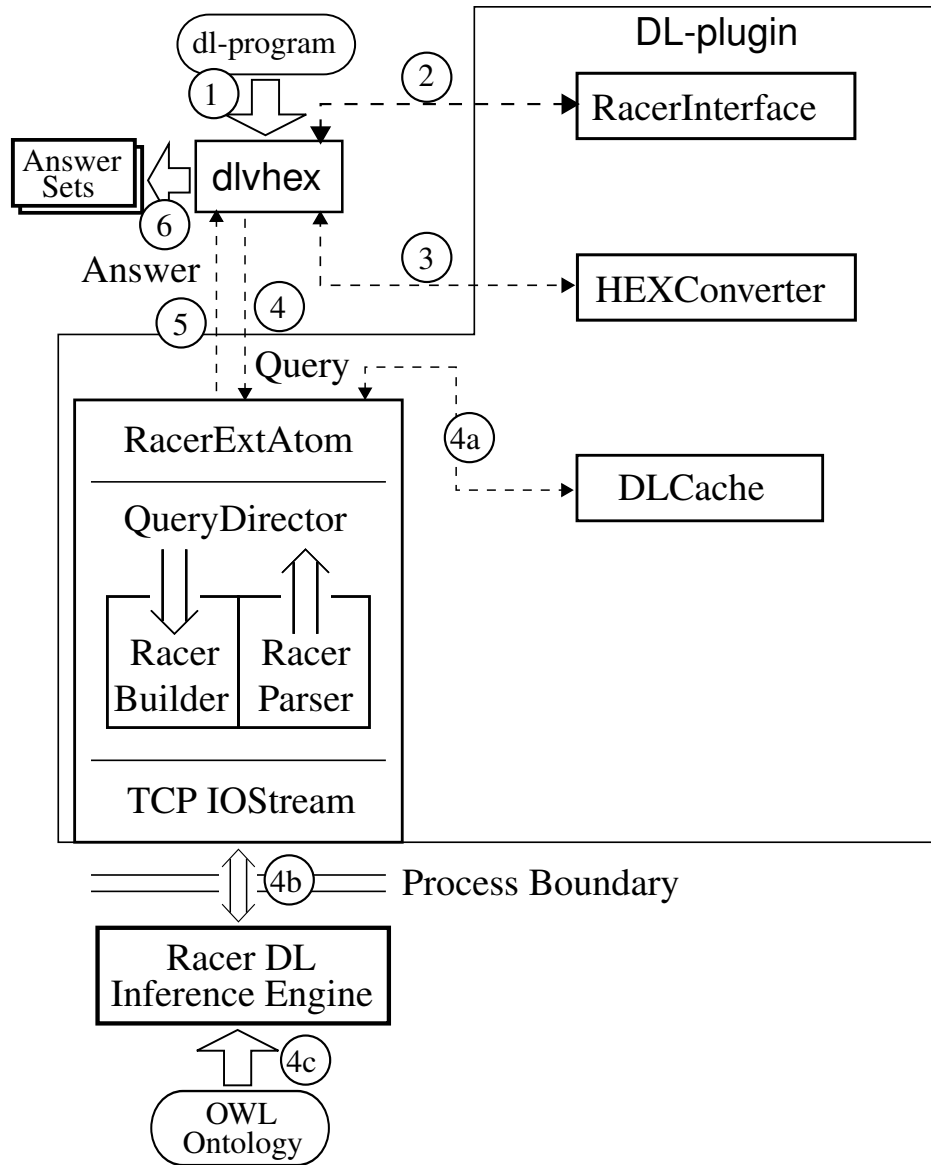 dl-program
DL-plugin
1
2
RacerInterface
Answer
Sets
dlvhex
6
3
Answer
HEXConverter
4
5
Query
4a
RacerExtAtom
DLCache
QueryDirector
Racer
Builder
Racer
Parser
TCP IOStream
4b
Process Boundary
Racer DL
Inference Engine
4c
OWL
Ontology